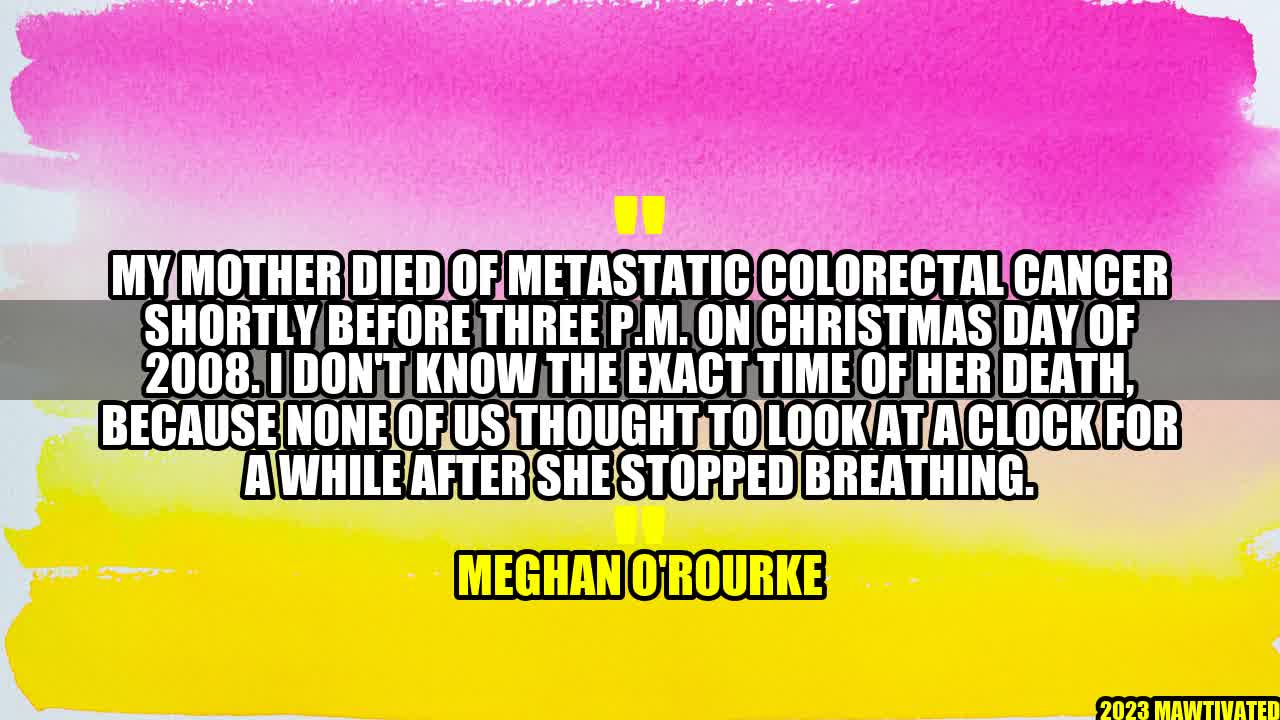 "
MY MOTHER DIED OF METASTATIC COLORECTAL CANCER
SHORTLY BEFORE THREE P.M. ON CHRISTMAS DAY OF
2008. I DON'T KNOW THE EXACT TIME OF HER DEATH,
BECAUSE NONE OF US THOUGHT TO LOOK AT A CLOCK FOR
A WHILE AFTER SHE STOPPED BREATHING.
"
MEGHAN O'ROURKE
2023 MAWTIVATED